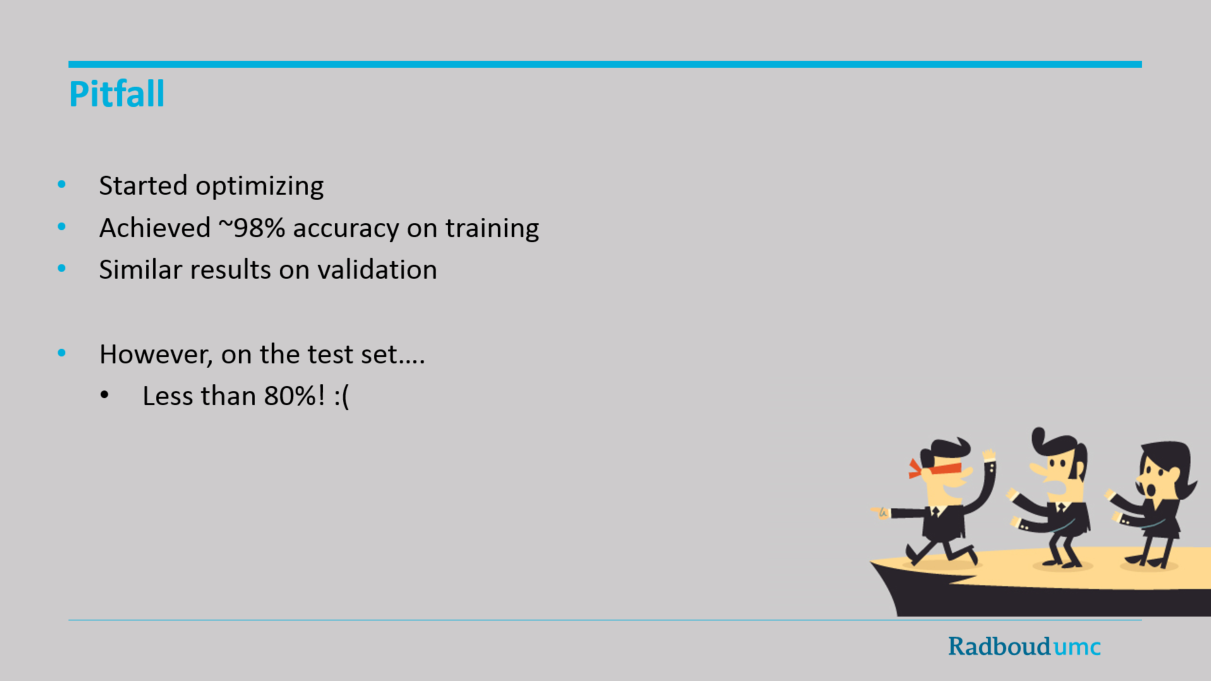 Pitfall
• Started optimizing
• Achieved ~98% accuracy on training
• Similar results on validation
• However, on the test set....
• Less than 80%! :(
Radboudumc